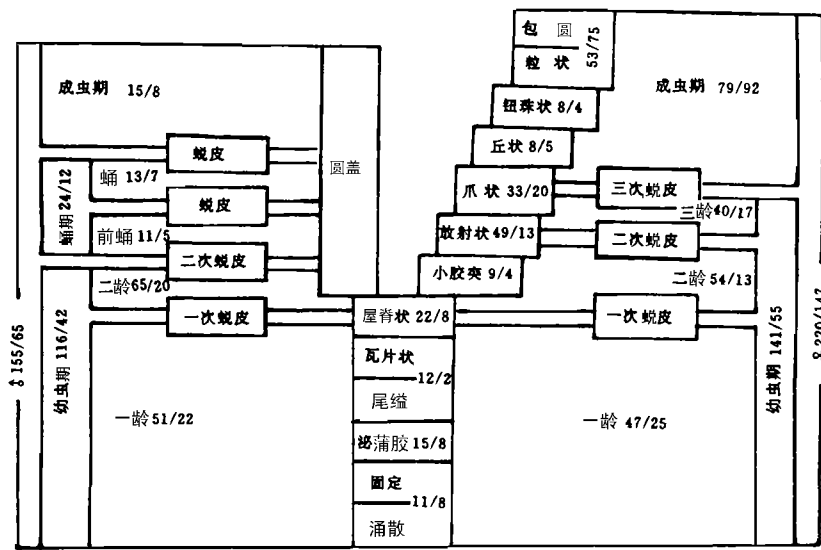 包 圆
粒 状
53/75
成虫期 15/8
成虫期 79/92
钮珠状 8/4
丘状 8/5
圆盖
蜕皮
蛹 13/7
蛹期 24/12
爪 状 33/20
三次蜕皮
蜕皮
三龄 40/17
前蛹 11/5
放射状 49/13
二次蜕皮
二次蜕皮
小胶突 9/4
二龄 65/20
二龄 54/13
一次蜕皮
屋脊状 22/8
一次蜕皮
♂ 155/65
幼虫期 116/42
幼虫期 141/55
♀ 220/147
瓦片状
12/2
尾缢
一龄 51/22
一龄 47/25
泌蒲胶 15/8
固定
11/8
涌散